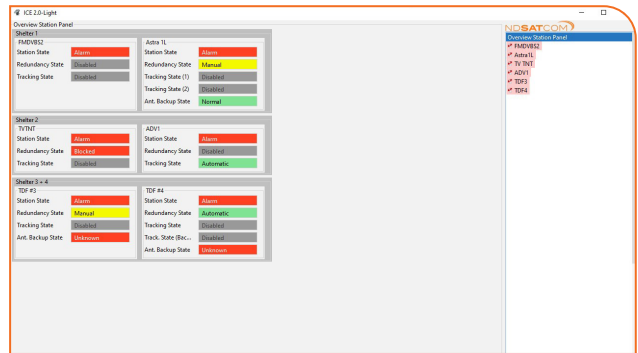 ICE 2.0-Light
Overview Station Panel
Shelter 1
FMDVBS2
Station State Alarm
Redundancy State Disabled
Tracking State Disabled
Astra 1L
Station State Alarm
Redundancy State Manual
Tracking State (1) Disabled
Tracking State (2) Disabled
Ant. Backup State Normal
Shelter 2
TVTNT
Station State Alarm
Redundancy State Blocked
Tracking State Disabled
ADV1
Station State Alarm
Redundancy State Disabled
Tracking State Automatic
Shelter 3 + 4
TDF #3
Station State Alarm
Redundancy State Manual
Tracking State Disabled
Ant. Backup State Unknown
TDF #4
Station State Alarm
Redundancy State Automatic
Tracking State Disabled
Track. State (Bac... Disabled
Ant. Backup State Unknown
NDSATCOM
Overview Station Panel
FMDVBS2
Astra1L
TV TNT
ADV1
TDF3
TDF4